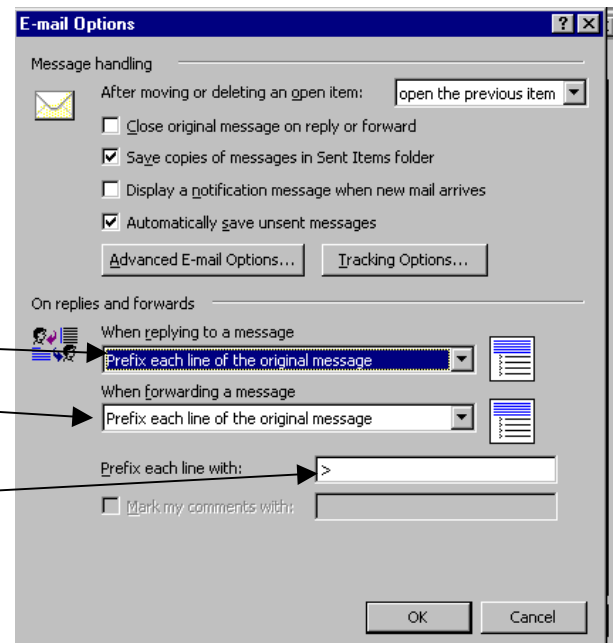 E-mail Options
Message handling
After moving or deleting an open item: open the previous item
Close original message on reply or forward
Save copies of messages in Sent Items folder
Display a notification message when new mail arrives
Automatically save unsent messages
Advanced E-mail Options... Tracking Options...
On replies and forwards
When replying to a message
Prefix each line of the original message
When forwarding a message
Prefix each line of the original message
Prefix each line with: >
Mark my comments with:
OK Cancel